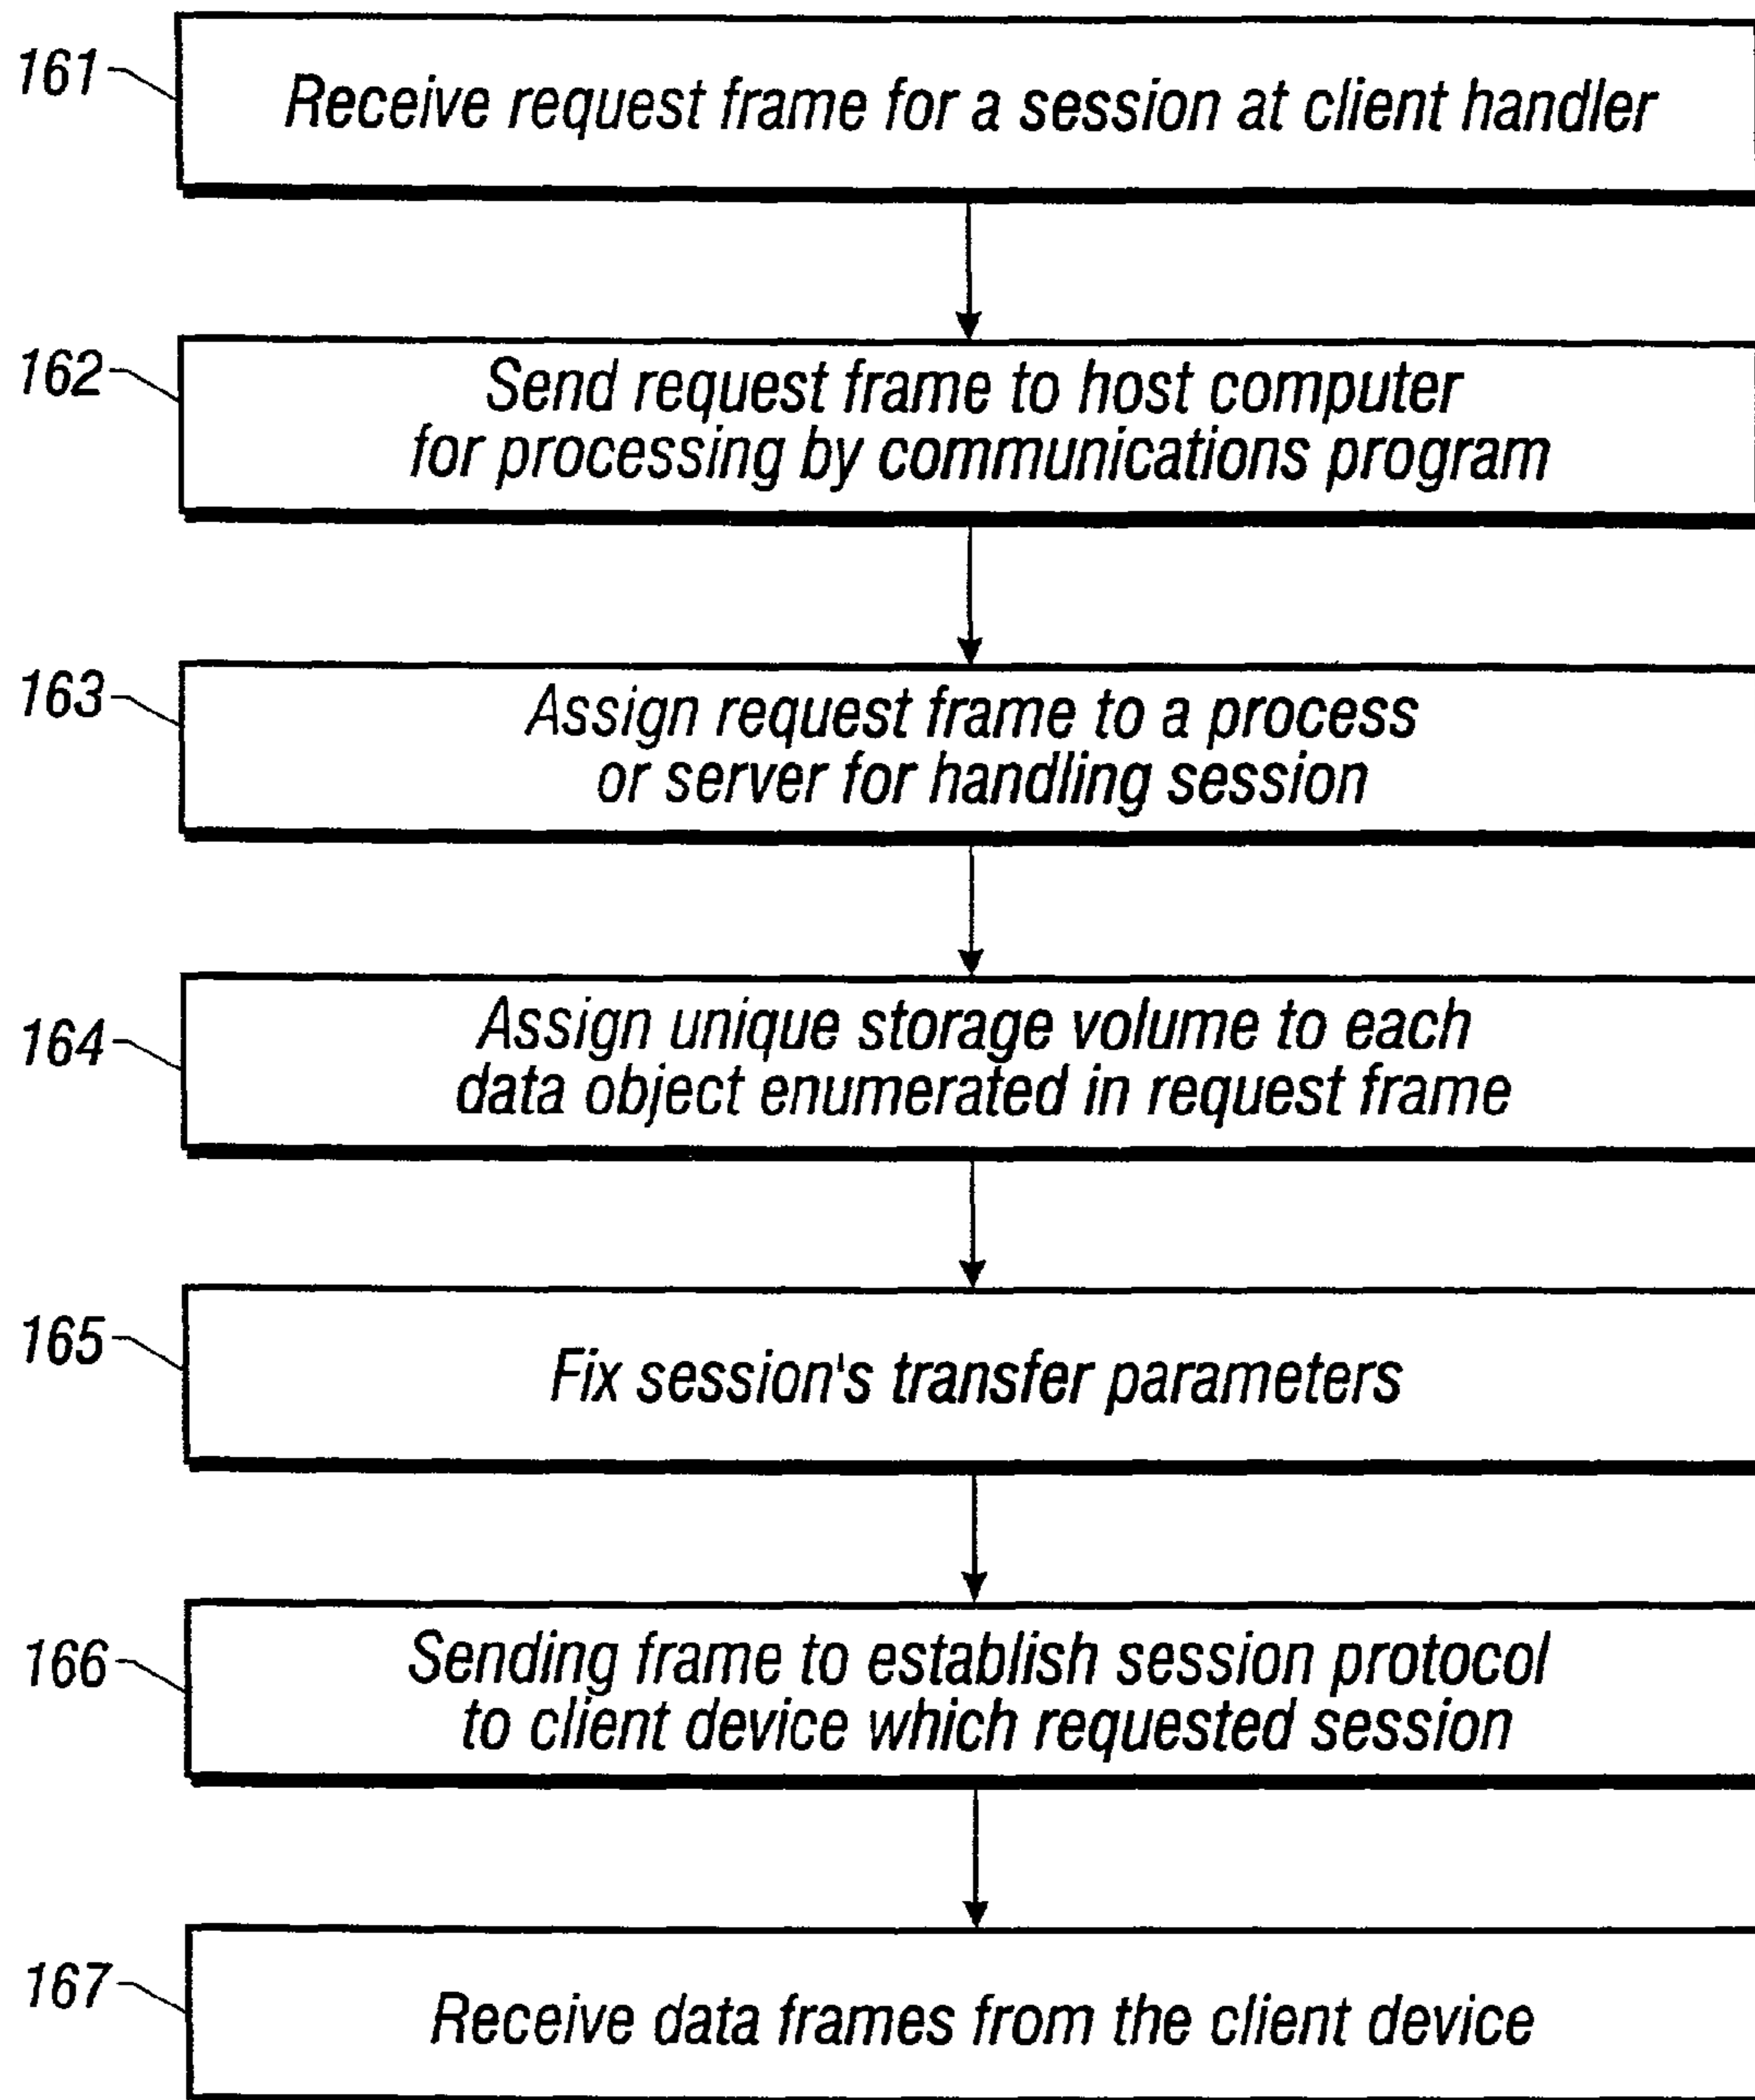 161
Receive request frame for a session at client handler
162
Send request frame to host computer
for processing by communications program
163
Assign request frame to a process
or server for handling session
164
Assign unique storage volume to each
data object enumerated in request frame
165
Fix session's transfer parameters
166
Sending frame to establish session protocol
to client device which requested session
167
Receive data frames from the client device